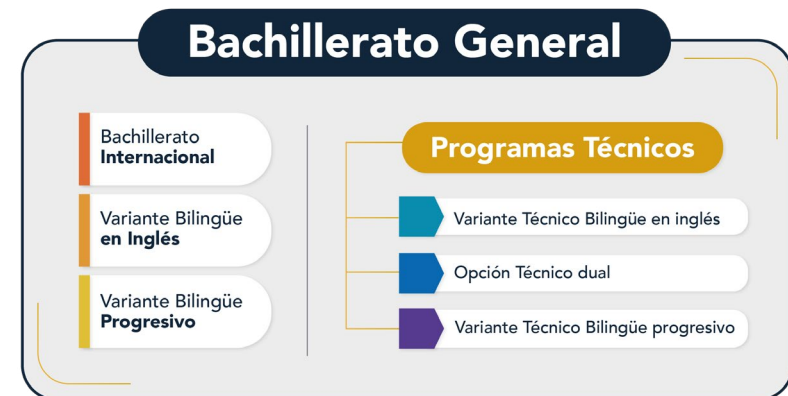 Bachillerato General
Bachillerato
Internacional
Variante Bilingüe
en Inglés
Variante Bilingüe
Progresivo
Programas Técnicos
Variante Técnico Bilingüe en inglés
Opción Técnico dual
Variante Técnico Bilingüe progresivo